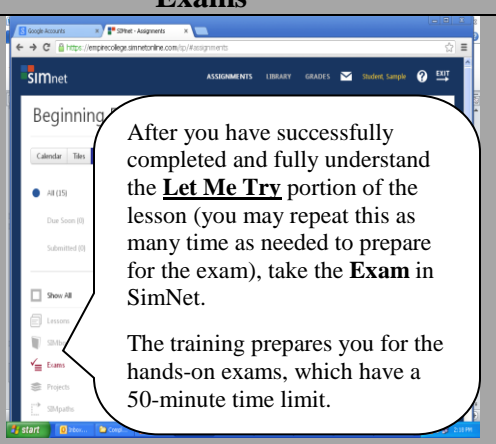 Exams
Google Accounts
SIMnet - Assignments
https://empirecollege.simnetonline.com/sp/#assignments
SIMnet
ASSIGNMENTS LIBRARY GRADES Student, Sample ? EXIT
Beginning
Calendar Tiles
All (15)
Due Soon (0)
Submitted (0)
Show All
Lessons
Exams
Projects
SIMpaths
After you have successfully
completed and fully understand
the Let Me Try portion of the
lesson (you may repeat this as
many time as needed to prepare
for the exam), take the Exam in
SimNet.
The training prepares you for the
hands-on exams, which have a
50-minute time limit.
start
Inbox...
2:10 PM